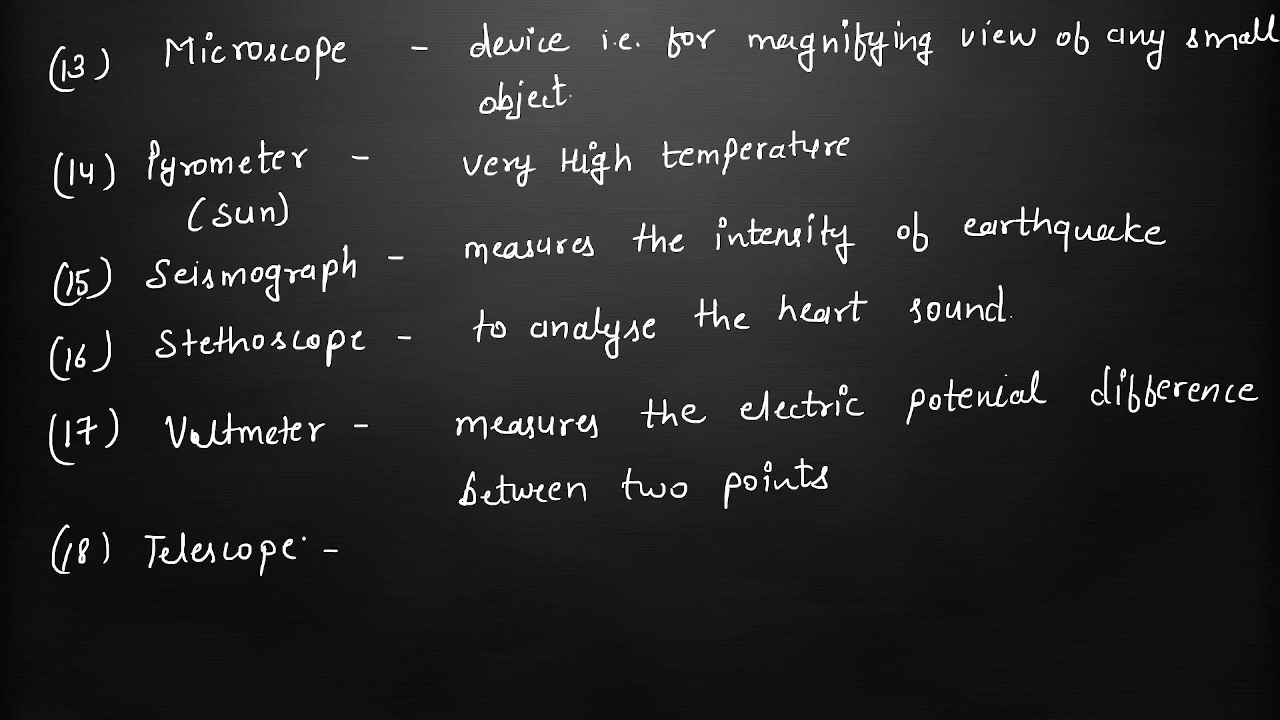 (13) Microscope - device i.e. for magnifying view of any small
object.
(14) Pyrometer - very High temperature
(sun)
(15) Seismograph - measures the intensity of earthquake
(16) Stethoscope - to analyse the heart sound.
(17) Voltmeter - measures the electric potenial difference
between two points
(18) Telescope -